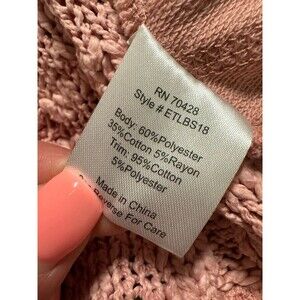 RN 70428
Style # ETLBS18
Body: 60%Polyester
35%Cotton 5%Rayon
Trim: 95%Cotton
5%Polyester
Made in China
Reverse For Care